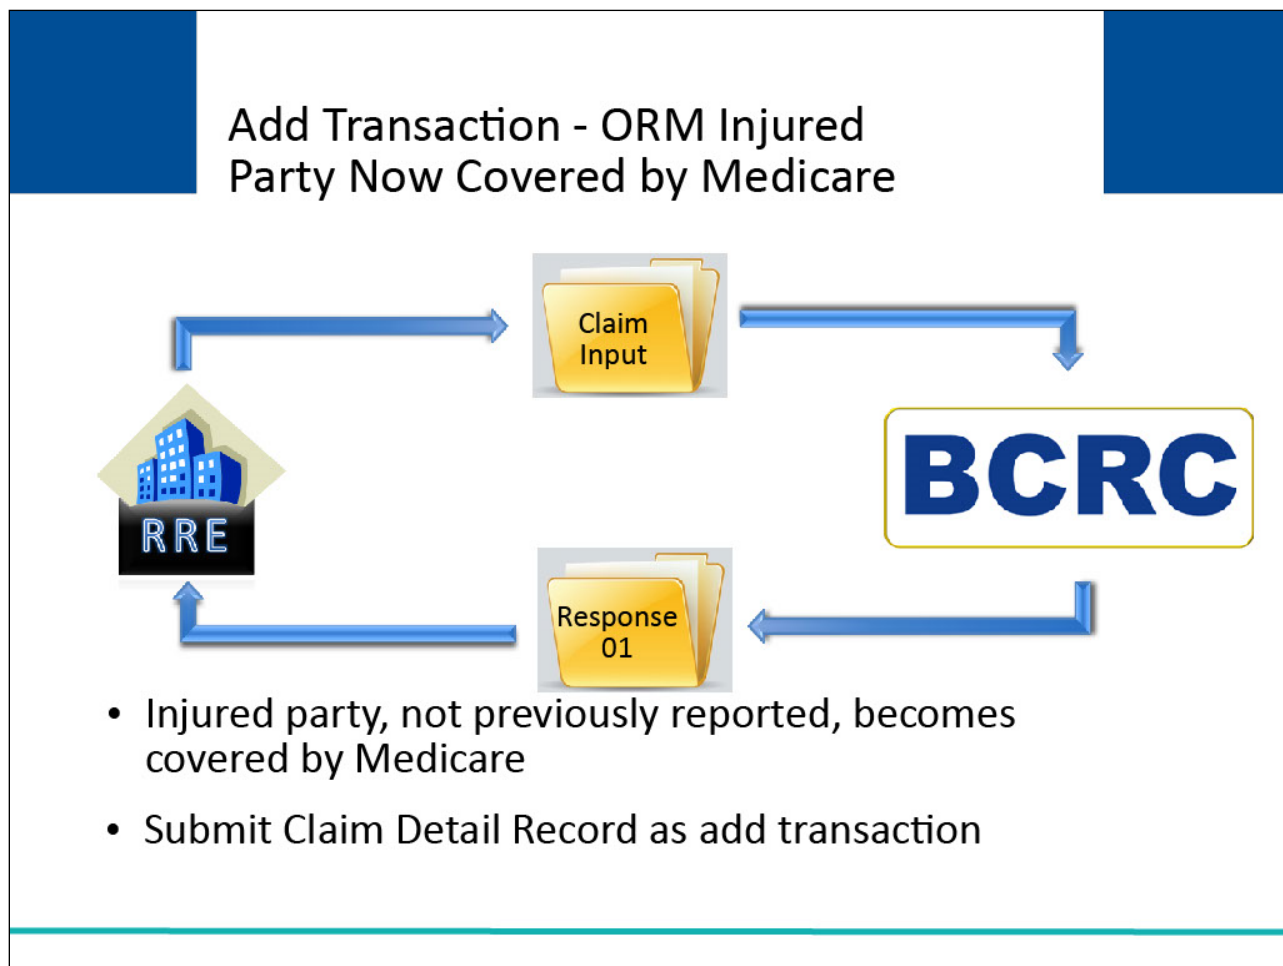 Add Transaction - ORM Injured
Party Now Covered by Medicare
Claim
Input
RRE
BCRC
Response
01
• Injured party, not previously reported, becomes
covered by Medicare
• Submit Claim Detail Record as add transaction